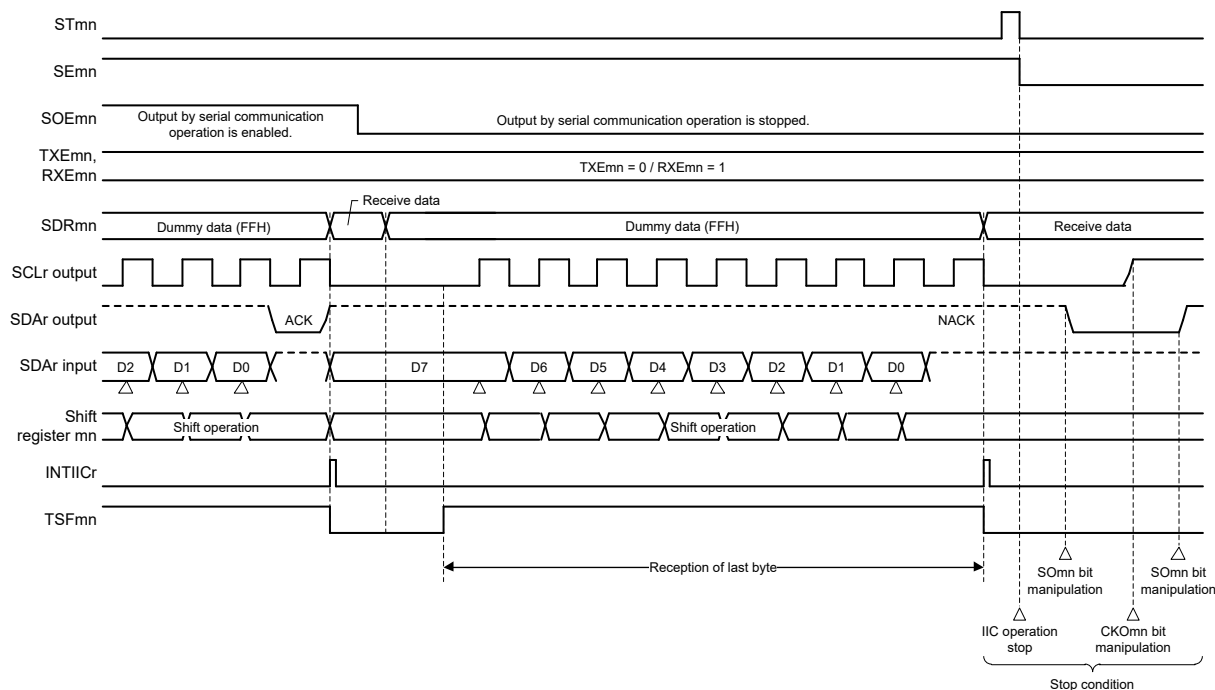 STmn
SEmn
SOEmn
Output by serial communication
operation is enabled.
Output by serial communication operation is stopped.
TXEmn,
RXEmn
TXEmn = 0 / RXEmn = 1
Receive data
SDRmn
Dummy data (FFH)
Dummy data (FFH)
Receive data
SCLr output
SDAr output
ACK
NACK
SDAr input
D2
D1
D0
D7
D6
D5
D4
D3
D2
D1
D0
Shift
register mn
Shift operation
Shift operation
INTIICr
TSFmn
Reception of last byte
SOmn bit
manipulation
SOmn bit
manipulation
IIC operation
stop
CKOmn bit
manipulation
Stop condition